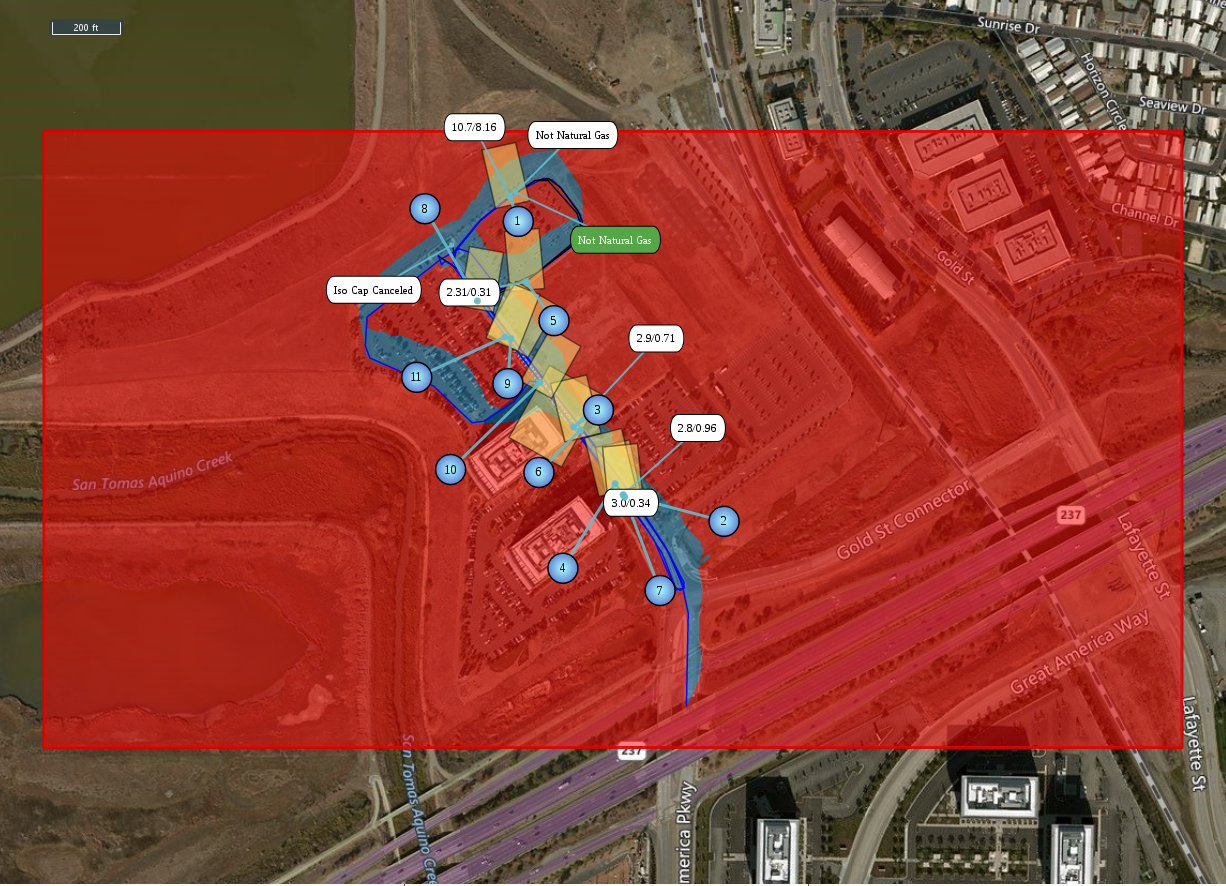 200 ft
Sunrise Dr
Horizon Circle
Seaview Dr
10.7/8.16
Not Natural Gas
8
1
Channel Dr
Not Natural Gas
Gold St
Iso Cap Canceled
2.31/0.31
5
2.9/0.71
11
9
3
2.8/0.96
San Tomas Aquino Creek
10
6
3.0/0.34
Gold St Connector
237
2
Lafayette St
4
7
Great America Way
Lafayette St
237
San Tomas Aquino Cree
merica Pkwy